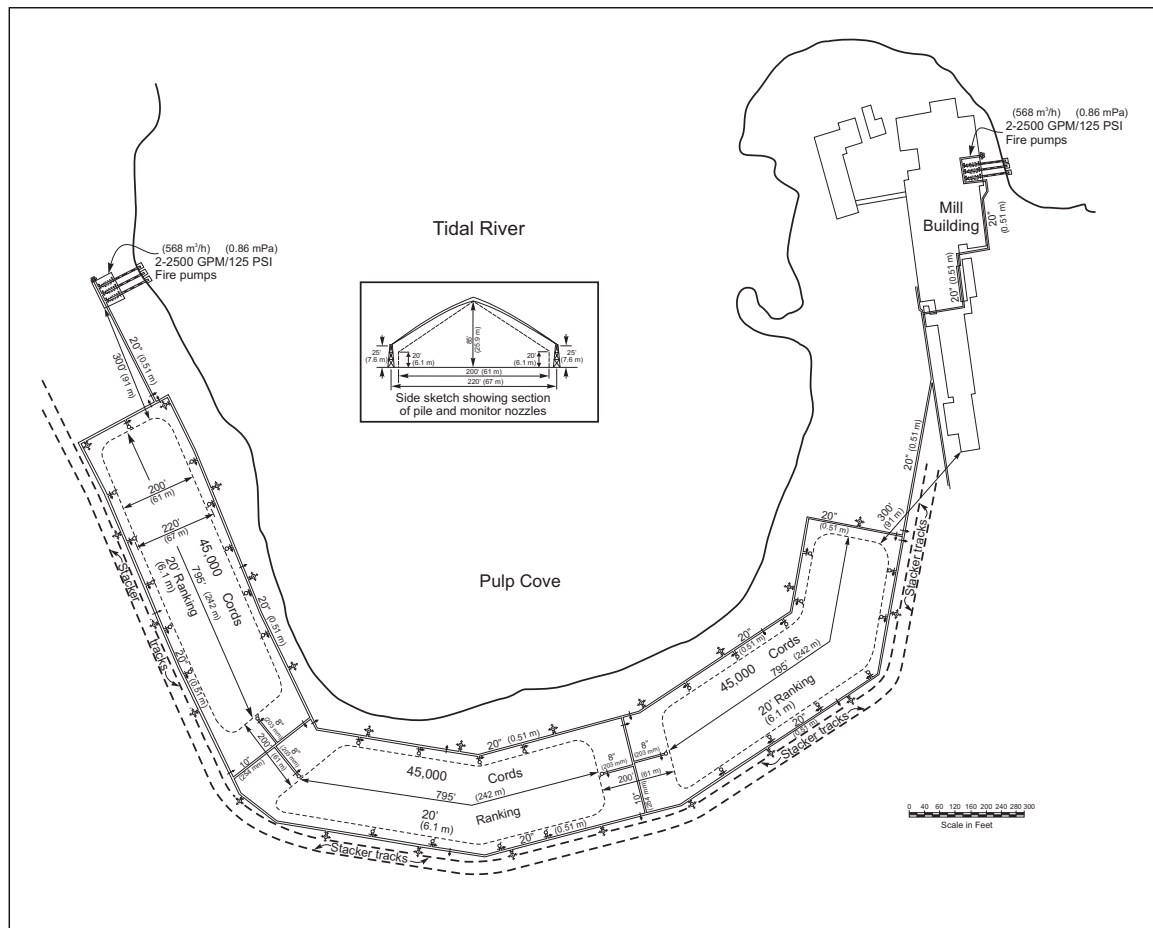 (568 m³/h) (0.86 mPa)
2-2500 GPM/125 PSI
Fire pumps
Mill
Building
20"
(0.51 m)
20"
(0.51 m)
Tidal River
(568 m³/h) (0.86 mPa)
2-2500 GPM/125 PSI
Fire pumps
20" (0.51 m)
300' (91 m)
85'
(25.9 m)
25'
(7.6 m)
20'
(6.1 m)
20'
(6.1 m)
25'
(7.6 m)
200' (61 m)
220' (67 m)
Side sketch showing section
of pile and monitor nozzles
20" (0.51 m)
300'
(91 m)
Stacker tracks
200'
(61 m)
220'
(67 m)
45,000
Cords
795'
(242 m)
20' Ranking
(6.1 m)
20"
(0.51 m)
20"
(0.51 m)
Stacker
tracks
Pulp Cove
20"
(0.51 m)
20"
(0.51 m)
45,000
Cords
795' (242 m)
20' Ranking
(6.1 m)
20"
(0.51 m)
Stacker tracks
8"
(203 mm)
200'
(61 m)
8"
(203 mm)
10"
(254 mm)
20" (0.51 m)
45,000
Cords
795'
(242 m)
20'
(6.1 m)
Ranking
8"
(203 mm)
8"
(203 mm)
200'
(61 m)
10"
(254 mm)
20" (0.51 m)
Stacker tracks
0 40 60 120 160 200 240 280 300
Scale in Feet